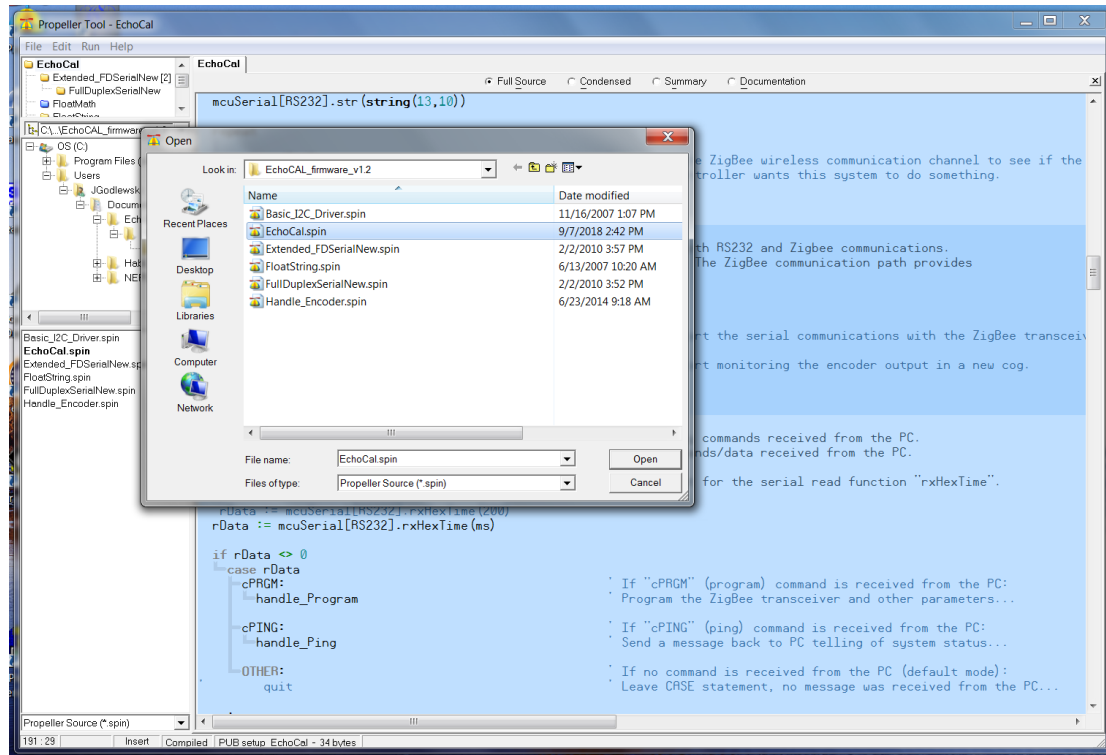 Propeller Tool - EchoCal
File Edit Run Help
EchoCal
Extended_FDSerialNew [2]
FullDuplexSerialNew
FloatMath
FloatString
C:\..\EchoCAL_firmware
OS (C:)
Program Files (
Users
JGodlewsk
Docum
Ech
Hab
NEF
Basic_I2C_Driver.spin
EchoCal.spin
Extended_FDSerialNew.sp
FloatString.spin
FullDuplexSerialNew.spin
Handle_Encoder.spin
Propeller Source (*.spin)
EchoCal
Full Source Condensed Summary Documentation
mcuSerial[RS232].str(string(13,10))
e ZigBee wireless communication channel to see if the
troller wants this system to do something.
th RS232 and Zigbee communications.
The ZigBee communication path provides
rt the serial communications with the ZigBee transceiv
rt monitoring the encoder output in a new cog.
commands received from the PC.
nds/data received from the PC.
for the serial read function "rxHexTime".
Open
Look in: EchoCAL_firmware_v1.2
Recent Places
Desktop
Libraries
Computer
Network
Name Date modified
Basic_I2C_Driver.spin 11/16/2007 1:07 PM
EchoCal.spin 9/7/2018 2:42 PM
Extended_FDSerialNew.spin 2/2/2010 3:57 PM
FloatString.spin 6/13/2007 10:20 AM
FullDuplexSerialNew.spin 2/2/2010 3:52 PM
Handle_Encoder.spin 6/23/2014 9:18 AM
File name: EchoCal.spin Open
Files of type: Propeller Source (*.spin) Cancel
rData := mcuSerial[RS232].rxHexTime(200)
rData := mcuSerial[RS232].rxHexTime(ms)
if rData <> 0
case rData
cPRGM: ' If "cPRGM" (program) command is received from the PC:
handle_Program ' Program the ZigBee transceiver and other parameters...
cPING: ' If "cPING" (ping) command is received from the PC:
handle_Ping ' Send a message back to PC telling of system status...
OTHER: ' If no command is received from the PC (default mode):
' quit ' Leave CASE statement, no message was received from the PC...
191 : 29 Insert Compiled PUB setup EchoCal - 34 bytes